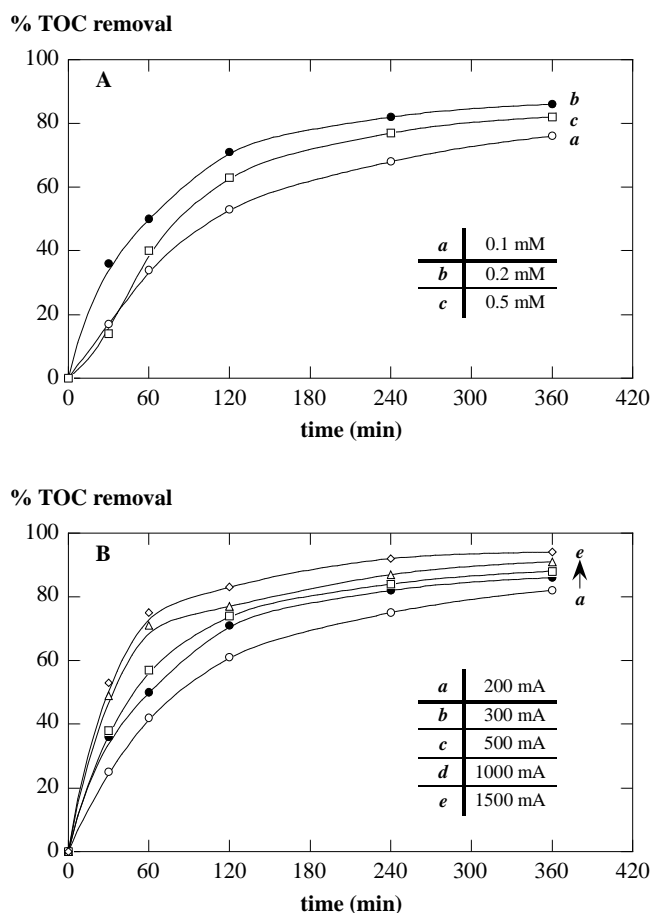 % TOC removal
100
A
80
60
40
20
0
b
c
a
a 0.1 mM
b 0.2 mM
c 0.5 mM
0 60 120 180 240 300 360 420
time (min)
% TOC removal
100
B
80
60
40
20
0
e
a
a 200 mA
b 300 mA
c 500 mA
d 1000 mA
e 1500 mA
0 60 120 180 240 300 360 420
time (min)